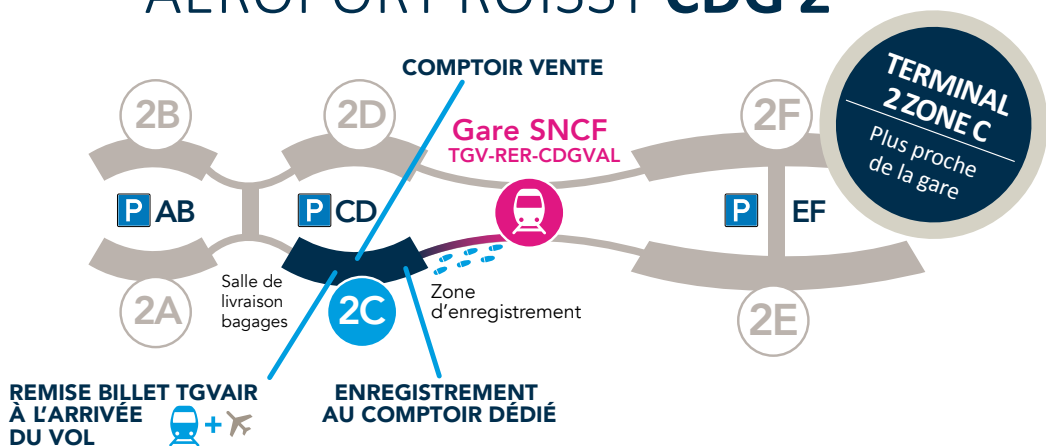 AÉROPORT ROISSY CDG 2
COMPTOIR VENTE
TERMINAL
2 ZONE C
Plus proche
de la gare
2B
2D
2F
Gare SNCF
TGV-RER-CDGVAL
P AB
P CD
P EF
Salle de
livraison
bagages
Zone
d'enregistrement
2A
2C
2E
REMISE BILLET TGVAIR
À L'ARRIVÉE
DU VOL
+
ENREGISTREMENT
AU COMPTOIR DÉDIÉ